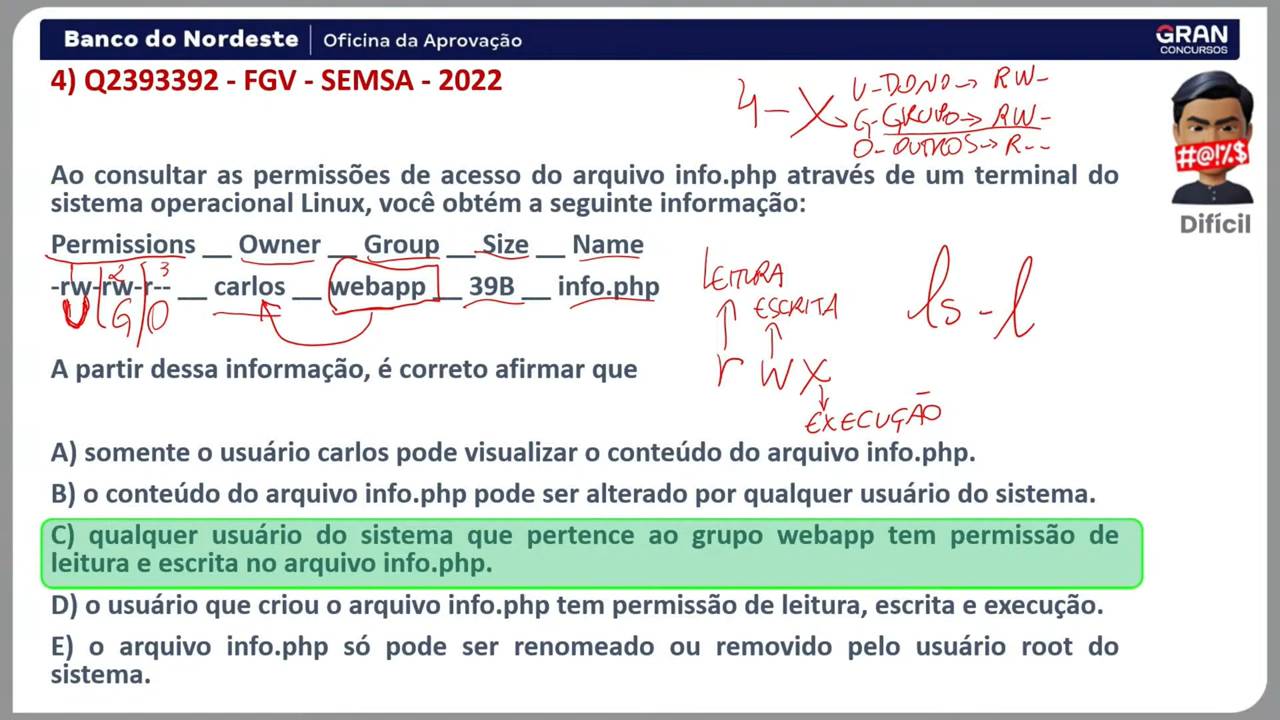 Banco do Nordeste | Oficina da Aprovação
GRAN
CONCURSOS
4) Q2393392 - FGV - SEMSA - 2022
4-X
U-DONO→ RW-
G-GRUPO→ RW-
O-OUTROS→ R--
#@!%$
Difícil
Ao consultar as permissões de acesso do arquivo info.php através de um terminal do
sistema operacional Linux, você obtém a seguinte informação:
Permissions __ Owner __ Group __ Size __ Name
2 3
-rw-rw-r-- __ carlos __ webapp __ 39B __ info.php
U G O
LEITURA
ESCRITA
ls -l
A partir dessa informação, é correto afirmar que
r w x
EXECUÇÃO
A) somente o usuário carlos pode visualizar o conteúdo do arquivo info.php.
B) o conteúdo do arquivo info.php pode ser alterado por qualquer usuário do sistema.
C) qualquer usuário do sistema que pertence ao grupo webapp tem permissão de
leitura e escrita no arquivo info.php.
D) o usuário que criou o arquivo info.php tem permissão de leitura, escrita e execução.
E) o arquivo info.php só pode ser renomeado ou removido pelo usuário root do
sistema.